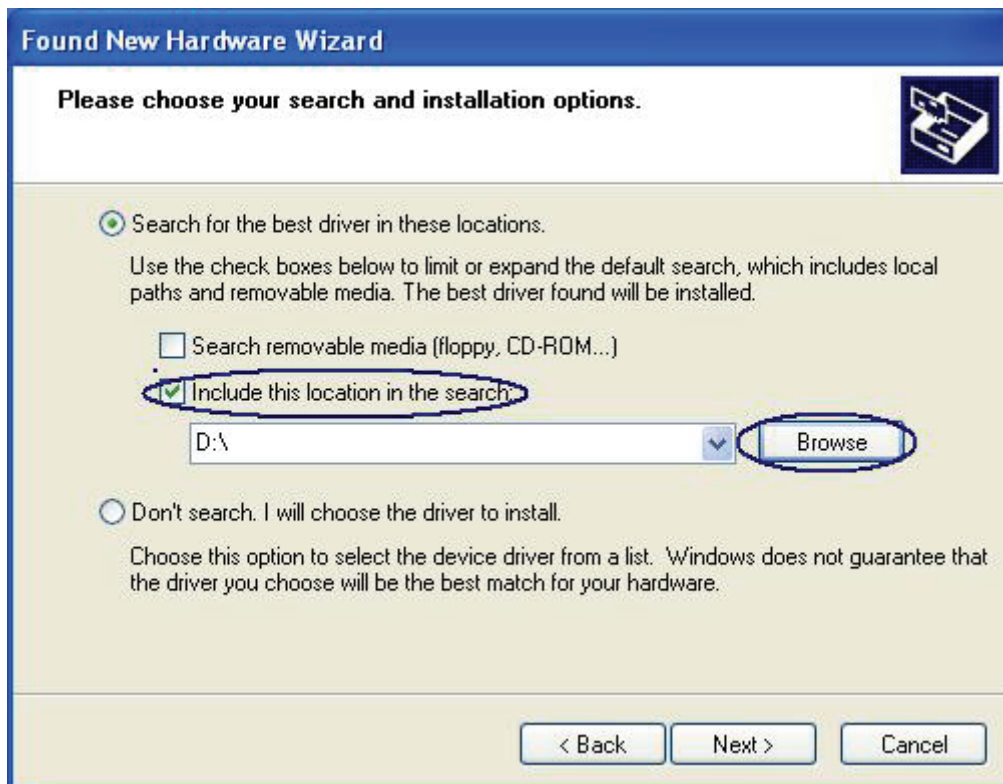 Found New Hardware Wizard
Please choose your search and installation options.
Search for the best driver in these locations.
Use the check boxes below to limit or expand the default search, which includes local
paths and removable media. The best driver found will be installed.
Search removable media (floppy, CD-ROM...)
Include this location in the search:
D:\
Browse
Don't search. I will choose the driver to install.
Choose this option to select the device driver from a list. Windows does not guarantee that
the driver you choose will be the best match for your hardware.
< Back
Next >
Cancel